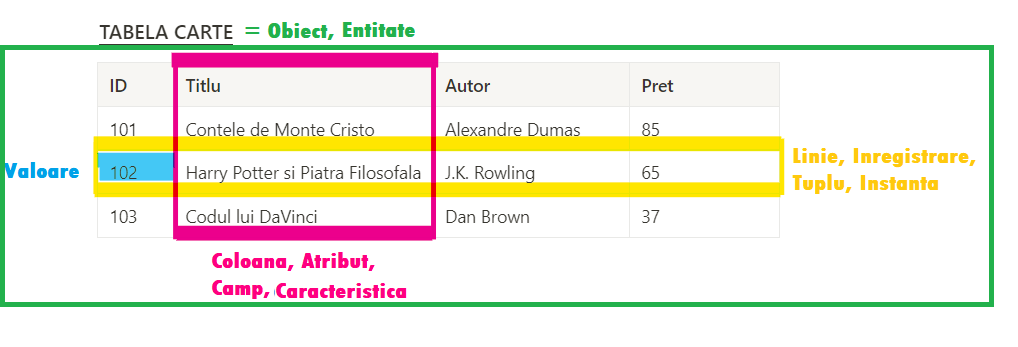 TABELA CARTE = Obiect, Entitate
ID Titlu Autor Pret
101 Contele de Monte Cristo Alexandre Dumas 85
Valoare 102 Harry Potter si Piatra Filosofala J.K. Rowling 65 Linie, Inregistrare,
Tuplu, Instanta
103 Codul lui DaVinci Dan Brown 37
Coloana, Atribut,
Camp, Caracteristica